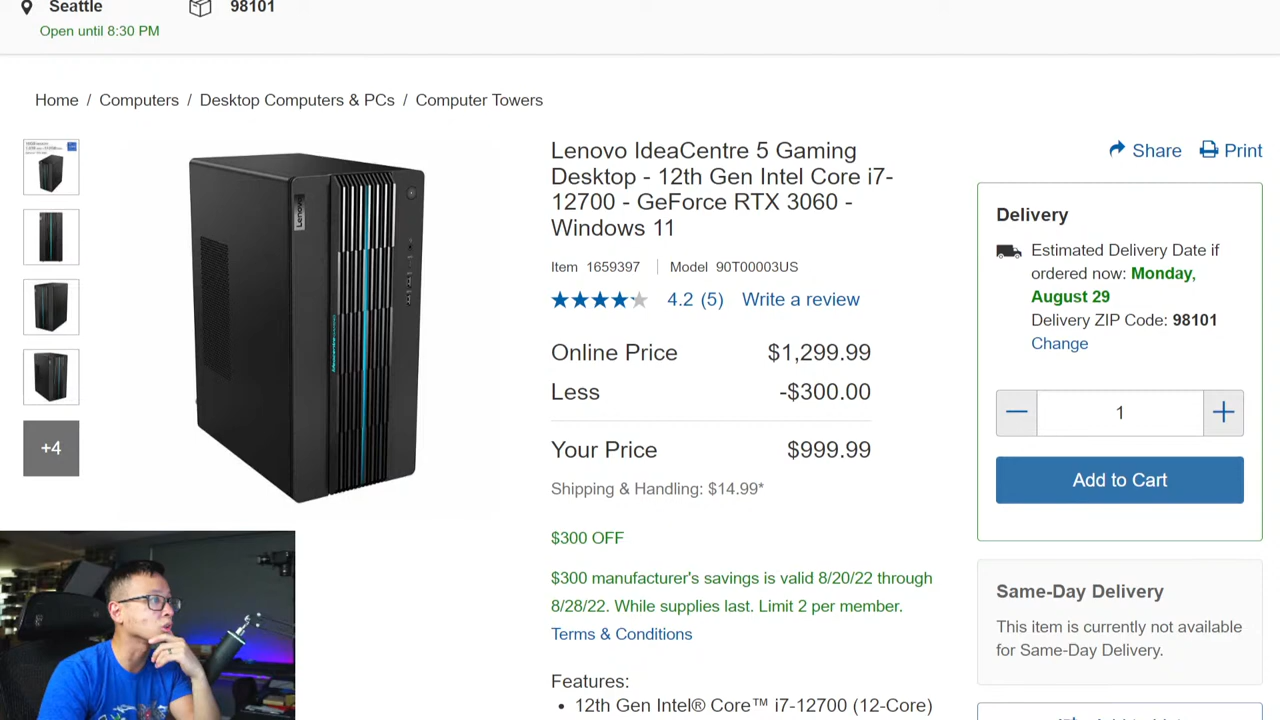 Seattle
98101
Open until 8:30 PM
Home / Computers / Desktop Computers & PCs / Computer Towers
Lenovo IdeaCentre 5 Gaming
Desktop - 12th Gen Intel Core i7-
12700 - GeForce RTX 3060 -
Windows 11
Item 1659397 | Model 90T00003US
4.2 (5) Write a review
Online Price $1,299.99
Less -$300.00
Your Price $999.99
Shipping & Handling: $14.99*
$300 OFF
$300 manufacturer's savings is valid 8/20/22 through
8/28/22. While supplies last. Limit 2 per member.
Terms & Conditions
Features:
• 12th Gen Intel® Core™ i7-12700 (12-Core)
+4
Lenovo
Share Print
Delivery
Estimated Delivery Date if
ordered now: Monday,
August 29
Delivery ZIP Code: 98101
Change
1
Add to Cart
Same-Day Delivery
This item is currently not available
for Same-Day Delivery.